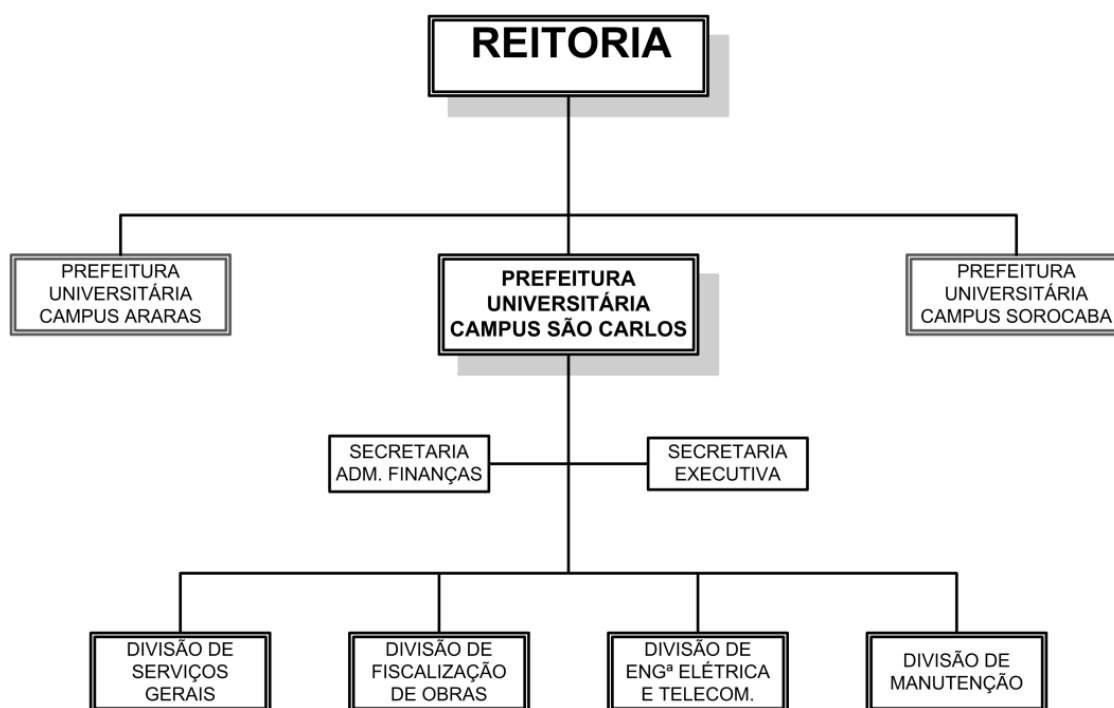 REITORIA
PREFEITURA
UNIVERSITÁRIA
CAMPUS ARARAS
PREFEITURA
UNIVERSITÁRIA
CAMPUS SÃO CARLOS
PREFEITURA
UNIVERSITÁRIA
CAMPUS SOROCABA
SECRETARIA
ADM. FINANÇAS
SECRETARIA
EXECUTIVA
DIVISÃO DE
SERVIÇOS
GERAIS
DIVISÃO DE
FISCALIZAÇÃO
DE OBRAS
DIVISÃO DE
ENGª ELÉTRICA
E TELECOM.
DIVISÃO DE
MANUTENÇÃO